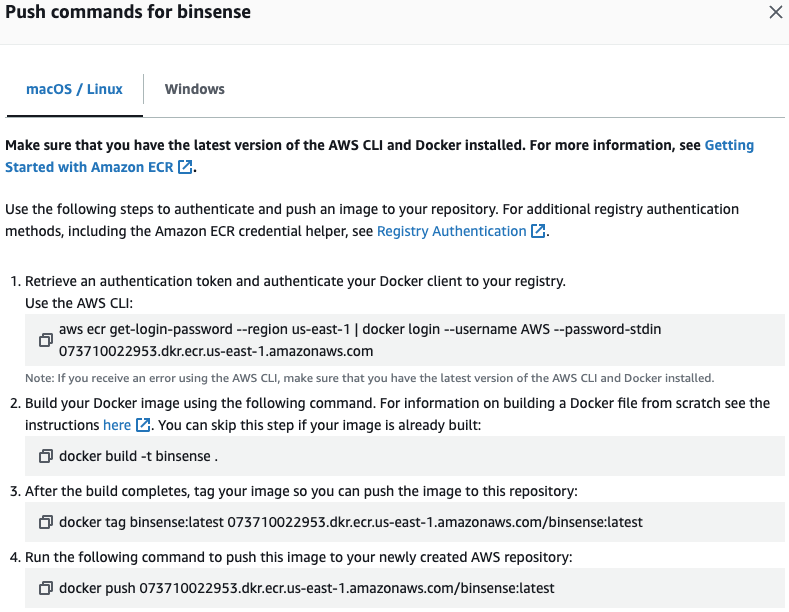 Push commands for binsense
macOS / Linux
Windows
Make sure that you have the latest version of the AWS CLI and Docker installed. For more information, see Getting
Started with Amazon ECR.
Use the following steps to authenticate and push an image to your repository. For additional registry authentication
methods, including the Amazon ECR credential helper, see Registry Authentication.
1. Retrieve an authentication token and authenticate your Docker client to your registry.
Use the AWS CLI:
aws ecr get-login-password --region us-east-1 | docker login --username AWS --password-stdin
073710022953.dkr.ecr.us-east-1.amazonaws.com
Note: If you receive an error using the AWS CLI, make sure that you have the latest version of the AWS CLI and Docker installed.
2. Build your Docker image using the following command. For information on building a Docker file from scratch see the
instructions here. You can skip this step if your image is already built:
docker build -t binsense .
3. After the build completes, tag your image so you can push the image to this repository:
docker tag binsense:latest 073710022953.dkr.ecr.us-east-1.amazonaws.com/binsense:latest
4. Run the following command to push this image to your newly created AWS repository:
docker push 073710022953.dkr.ecr.us-east-1.amazonaws.com/binsense:latest